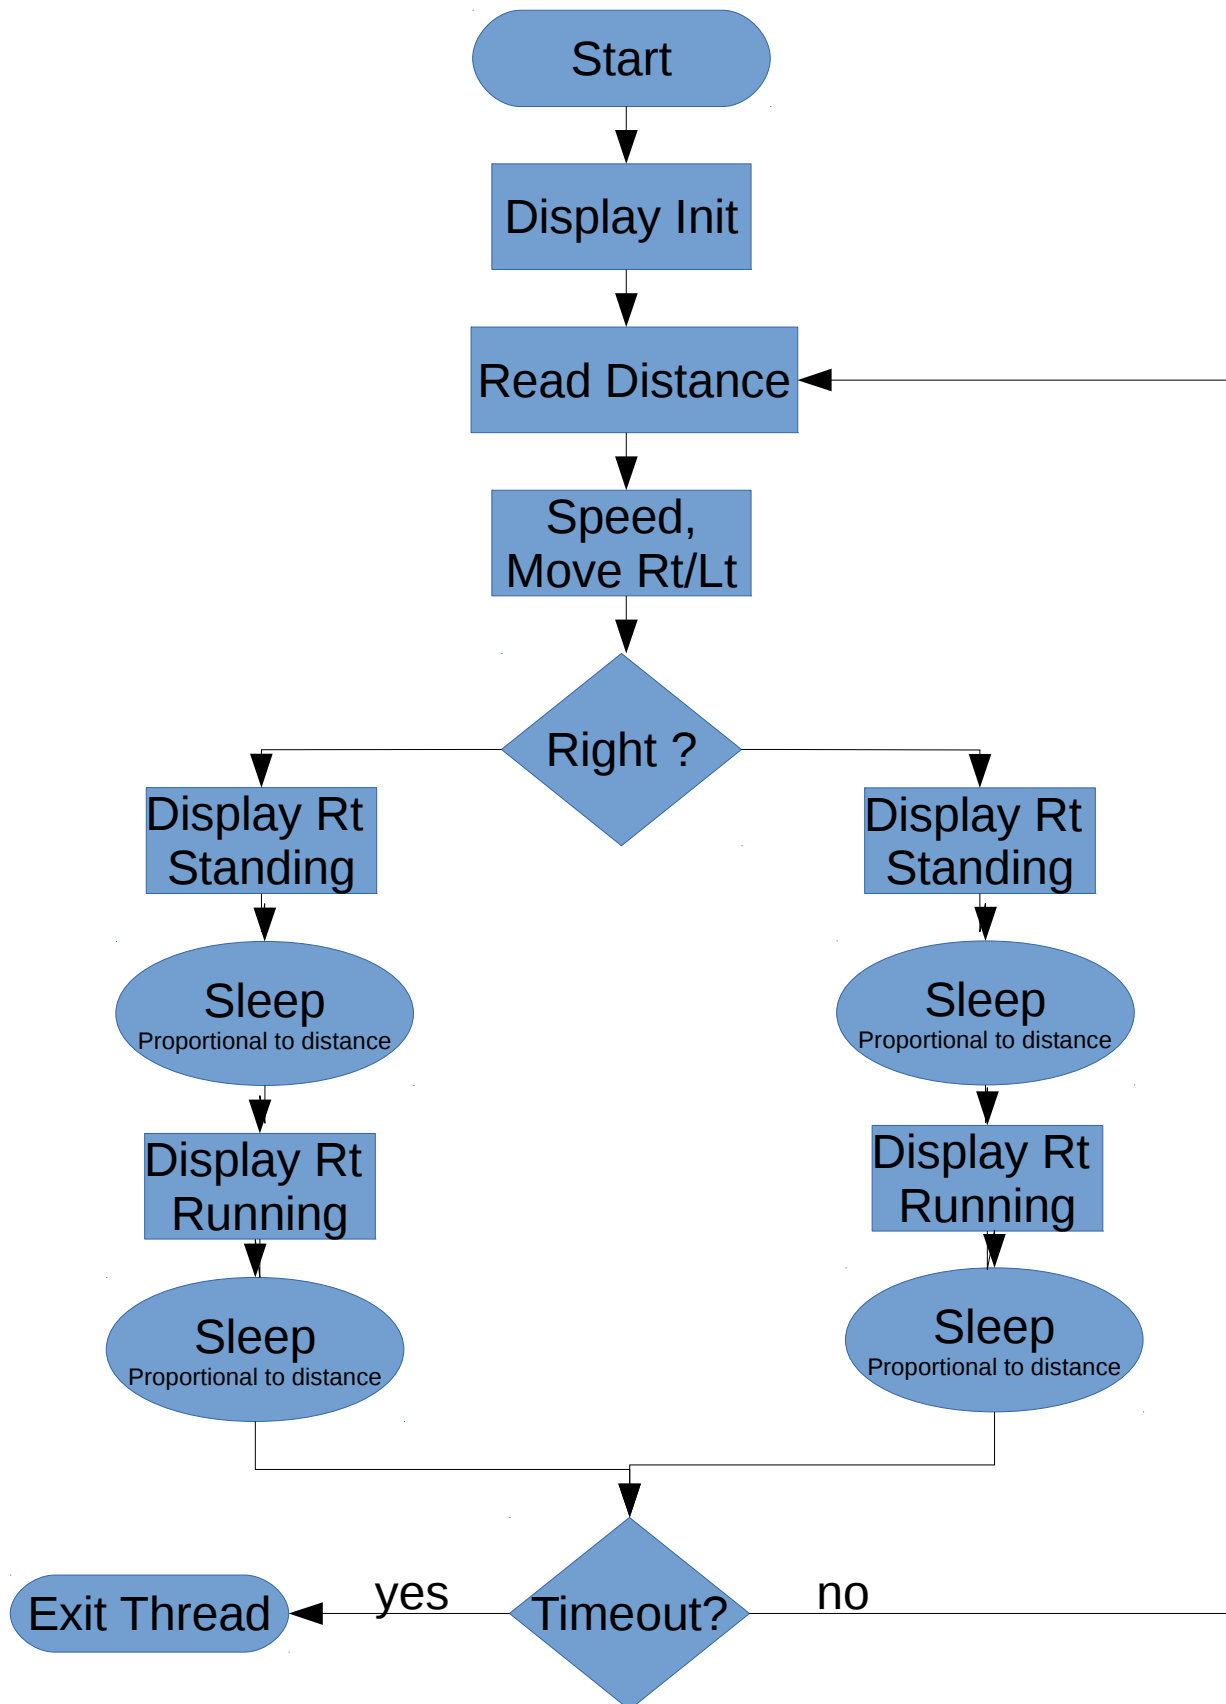 Start
Display Init
Read Distance
Speed,
Move Rt/Lt
Right ?
Display Rt
Standing
Sleep
Proportional to distance
Display Rt
Running
Sleep
Proportional to distance
Display Rt
Standing
Sleep
Proportional to distance
Display Rt
Running
Sleep
Proportional to distance
Timeout?
yes
no
Exit Thread